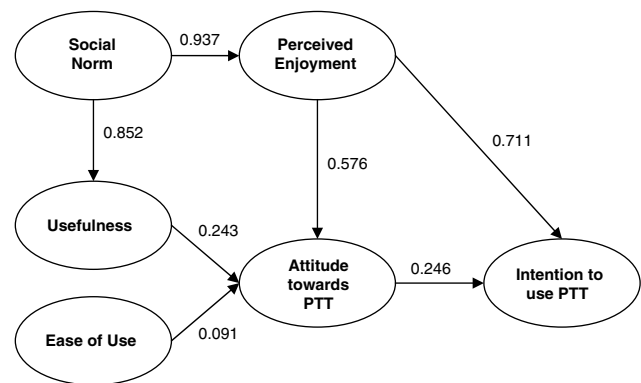 Social
Norm
0.937
Perceived
Enjoyment
0.852
0.576
0.711
Usefulness
0.243
Attitude
towards
PTT
0.246
Intention to
use PTT
Ease of Use
0.091